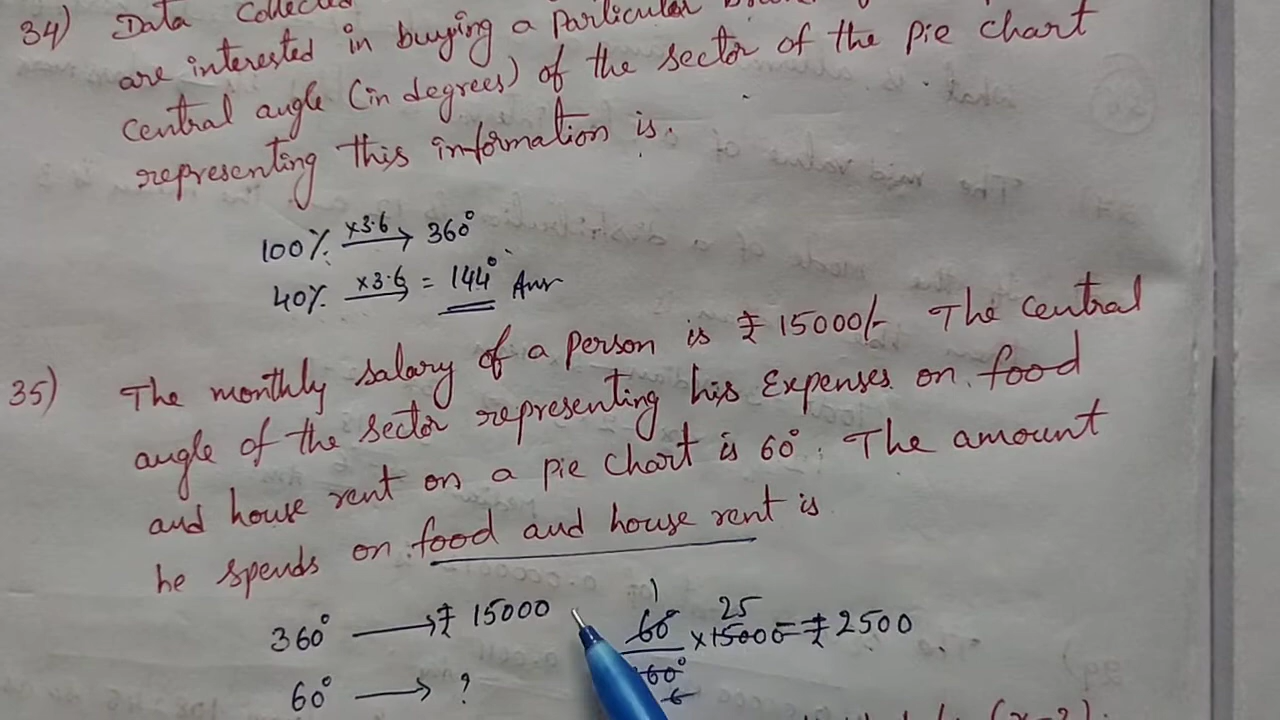 34) Data Collected
are interested in buying a particular
central angle (in degrees) of the sector of the pie chart
representing this information is.
100% ×3.6 → 360°
40% ×3.6 → = 144° Ans
35) The monthly salary of a person is ₹ 15000/- The central
angle of the sector representing his Expenses on food
and house rent on a pie chart is 60°. The amount
he spends on food and house rent is
360° → ₹ 15000 60°/360° ×15000 = ₹ 2500
1 25 6
60° → ?